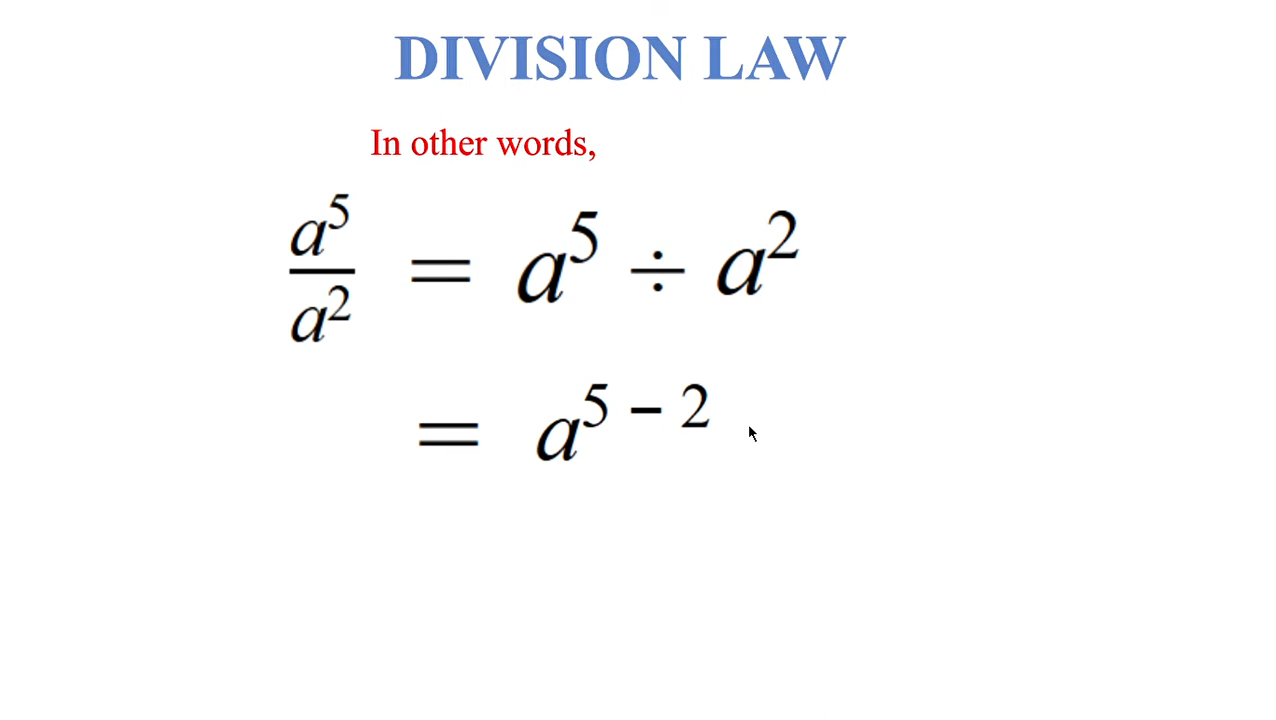 DIVISION LAW
In other words,
a⁵/a² = a⁵ ÷ a²
= a⁵ ⁻ ²